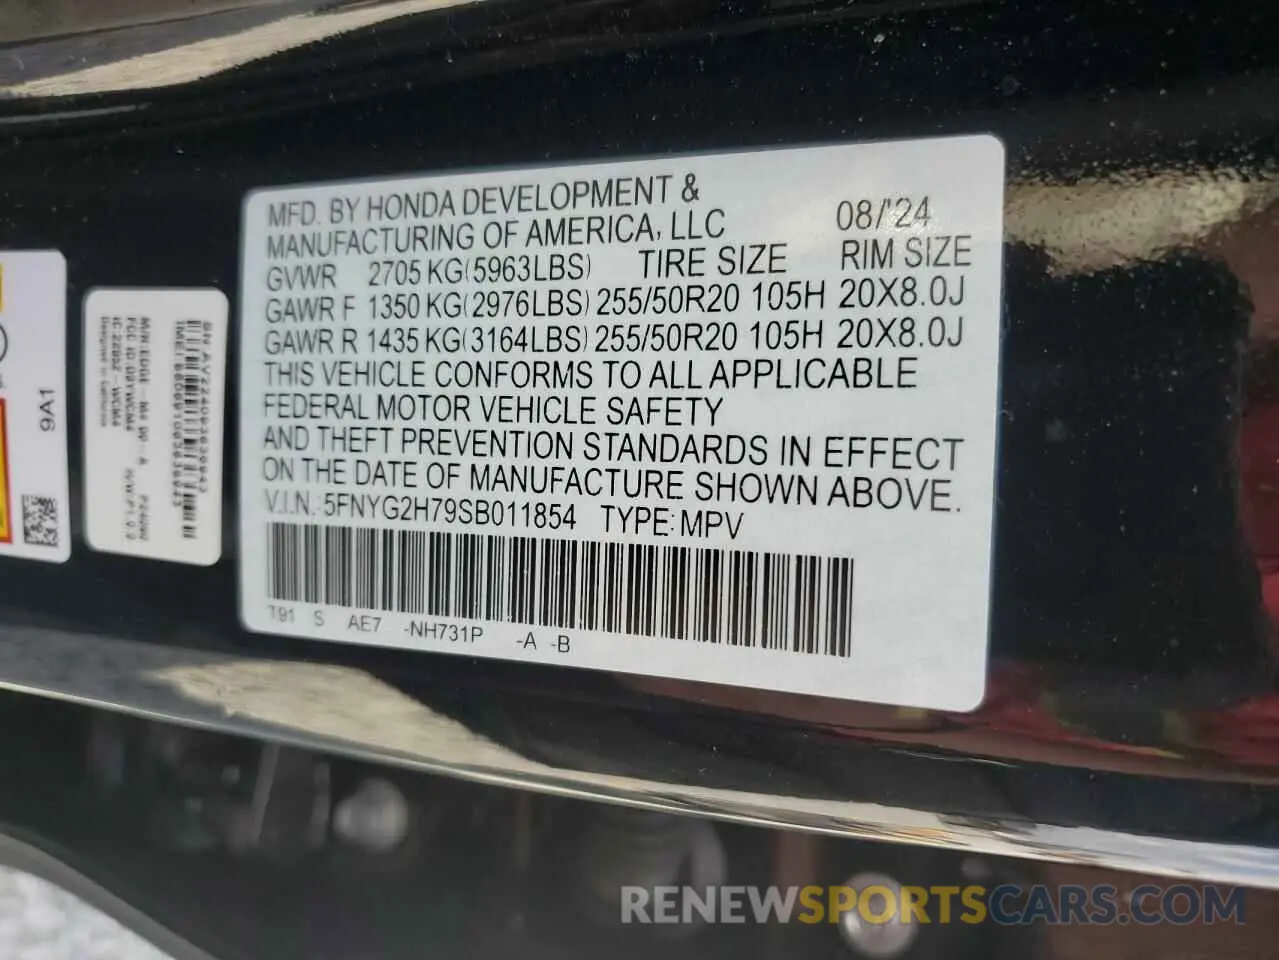 MFD. BY HONDA DEVELOPMENT &
MANUFACTURING OF AMERICA, LLC 08/'24
GVWR 2705 KG(5963LBS) TIRE SIZE RIM SIZE
GAWR F 1350 KG(2976LBS) 255/50R20 105H 20X8.0J
GAWR R 1435 KG(3164LBS) 255/50R20 105H 20X8.0J
THIS VEHICLE CONFORMS TO ALL APPLICABLE
FEDERAL MOTOR VEHICLE SAFETY
AND THEFT PREVENTION STANDARDS IN EFFECT
ON THE DATE OF MANUFACTURE SHOWN ABOVE.
V.I.N.: 5FNYG2H79SB011854 TYPE: MPV
T91 S AE7 -NH731P -A -B
9A1
Designed in California
RENEWSPORTSCARS.COM